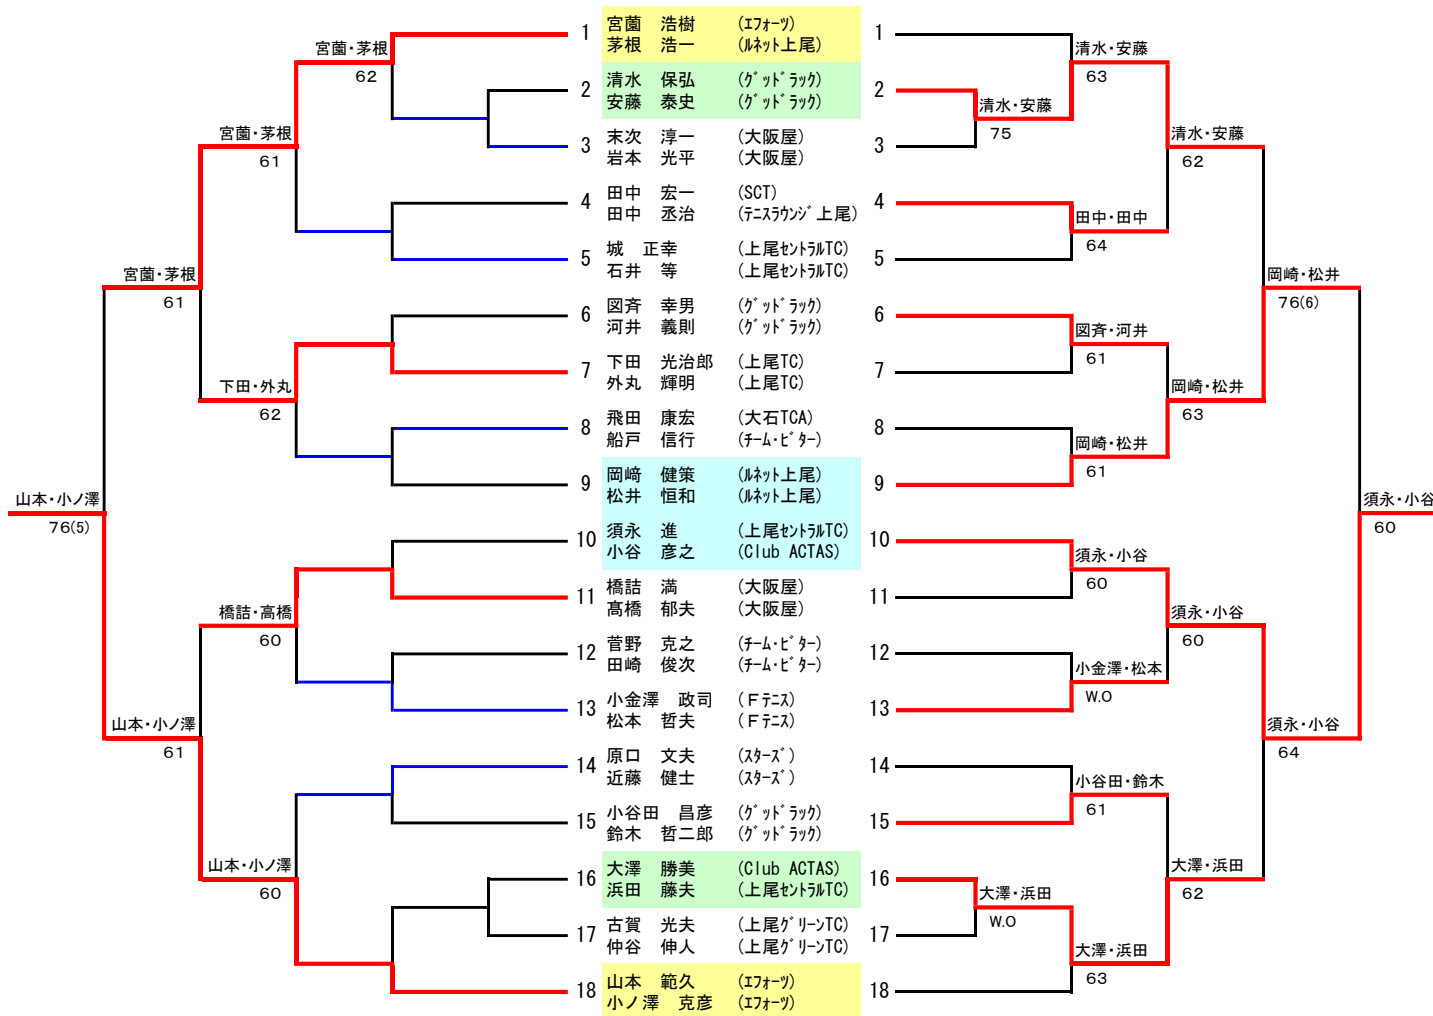 1 宮薗 浩樹 (ｴﾌｫｰﾂ) 1
茅根 浩一 (ﾙﾈｯﾄ上尾)
宮薗・茅根
62
清水・安藤
63
2 清水 保弘 (ｸﾞｯﾄﾞﾗｯｸ) 2
安藤 泰史 (ｸﾞｯﾄﾞﾗｯｸ)
清水・安藤
75
宮薗・茅根
61
清水・安藤
62
3 末次 淳一 (大阪屋) 3
岩本 光平 (大阪屋)
4 田中 宏一 (SCT) 4
田中 丞治 (ﾃﾆｽﾗｳﾝｼﾞ上尾)
田中・田中
64
5 城 正幸 (上尾ｾﾝﾄﾗﾙTC) 5
石井 等 (上尾ｾﾝﾄﾗﾙTC)
宮薗・茅根
61
岡崎・松井
76(6)
6 図斉 幸男 (ｸﾞｯﾄﾞﾗｯｸ) 6
河井 義則 (ｸﾞｯﾄﾞﾗｯｸ)
図斉・河井
61
7 下田 光治郎 (上尾TC) 7
外丸 輝明 (上尾TC)
下田・外丸
62
岡崎・松井
63
8 飛田 康宏 (大石TCA) 8
船戸 信行 (ﾁｰﾑ・ﾋﾞﾀｰ)
岡崎・松井
61
9 岡﨑 健策 (ﾙﾈｯﾄ上尾) 9
松井 恒和 (ﾙﾈｯﾄ上尾)
山本・小ノ澤
76(5)
須永・小谷
60
10 須永 進 (上尾ｾﾝﾄﾗﾙTC) 10
小谷 彦之 (Club ACTAS)
須永・小谷
60
11 橋詰 満 (大阪屋) 11
髙橋 郁夫 (大阪屋)
橋詰・高橋
60
須永・小谷
60
12 菅野 克之 (ﾁｰﾑ・ﾋﾞﾀｰ) 12
田崎 俊次 (ﾁｰﾑ・ﾋﾞﾀｰ)
小金澤・松本
W.O
13 小金澤 政司 (Ｆﾃﾆｽ) 13
松本 哲夫 (Ｆﾃﾆｽ)
山本・小ノ澤
61
須永・小谷
64
14 原口 文夫 (ｽﾀｰｽﾞ) 14
近藤 健士 (ｽﾀｰｽﾞ)
小谷田・鈴木
61
15 小谷田 昌彦 (ｸﾞｯﾄﾞﾗｯｸ) 15
鈴木 哲二郎 (ｸﾞｯﾄﾞﾗｯｸ)
山本・小ノ澤
60
大澤・浜田
62
16 大澤 勝美 (Club ACTAS) 16
浜田 藤夫 (上尾ｾﾝﾄﾗﾙTC)
大澤・浜田
W.O
17 古賀 光夫 (上尾ｸﾞﾘｰﾝTC) 17
仲谷 伸人 (上尾ｸﾞﾘｰﾝTC)
大澤・浜田
63
18 山本 範久 (ｴﾌｫｰﾂ) 18
小ノ澤 克彦 (ｴﾌｫｰﾂ)